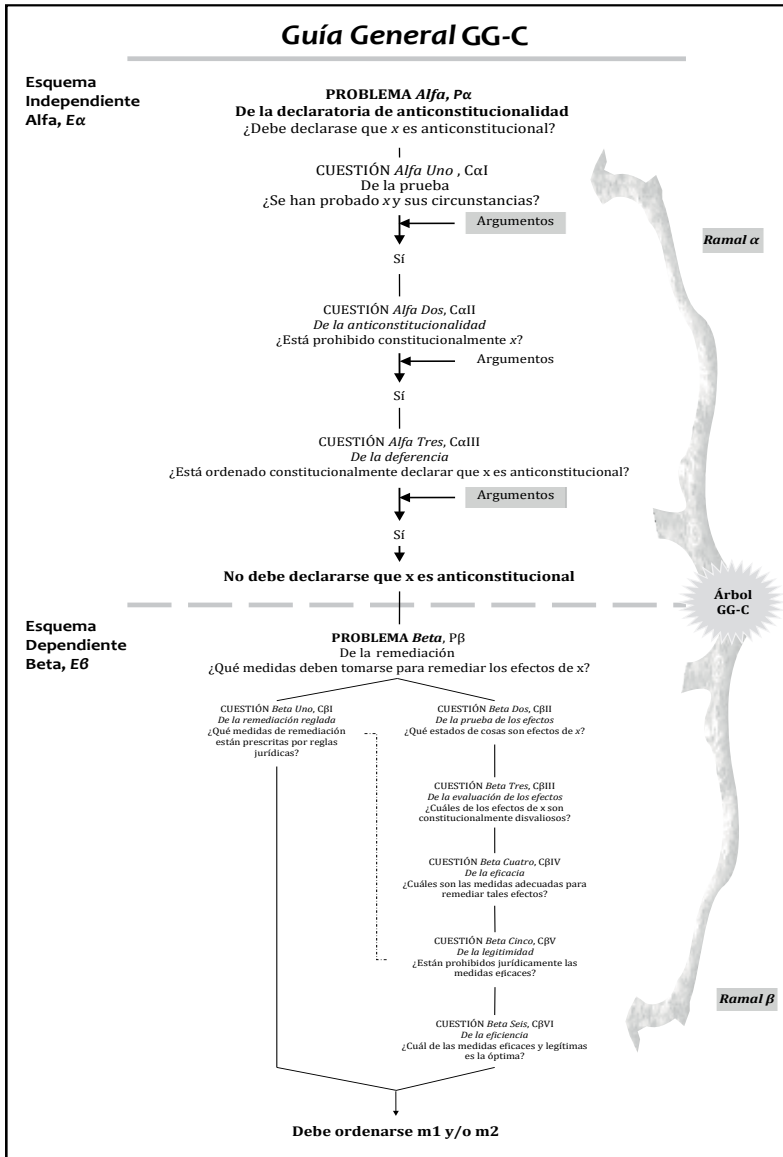 Guía General GG-C
Esquema
Independiente
Alfa, Eα
PROBLEMA Alfa, Pα
De la declaratoria de anticonstitucionalidad
¿Debe declarase que x es anticonstitucional?
CUESTIÓN Alfa Uno , CαI
De la prueba
¿Se han probado x y sus circunstancias?
Argumentos
Ramal α
Sí
CUESTIÓN Alfa Dos, CαII
De la anticonstitucionalidad
¿Está prohibido constitucionalmente x?
Argumentos
Sí
CUESTIÓN Alfa Tres, CαIII
De la deferencia
¿Está ordenado constitucionalmente declarar que x es anticonstitucional?
Argumentos
Sí
No debe declararse que x es anticonstitucional
Árbol
GG-C
Esquema
Dependiente
Beta, Eβ
PROBLEMA Beta, Pβ
De la remediación
¿Qué medidas deben tomarse para remediar los efectos de x?
CUESTIÓN Beta Uno, CβI
De la remediación reglada
¿Qué medidas de remediación
están prescritas por reglas
jurídicas?
CUESTIÓN Beta Dos, CβII
De la prueba de los efectos
¿Qué estados de cosas son efectos de x?
CUESTIÓN Beta Tres, CβIII
De la evaluación de los efectos
¿Cuáles de los efectos de x son
constitucionalmente disvaliosos?
CUESTIÓN Beta Cuatro, CβIV
De la eficacia
¿Cuáles son las medidas adecuadas para
remediar tales efectos?
CUESTIÓN Beta Cinco, CβV
De la legitimidad
¿Están prohibidos jurídicamente las
medidas eficaces?
Ramal β
CUESTIÓN Beta Seis, CβVI
De la eficiencia
¿Cuál de las medidas eficaces y legítimas
es la óptima?
Debe ordenarse m1 y/o m2